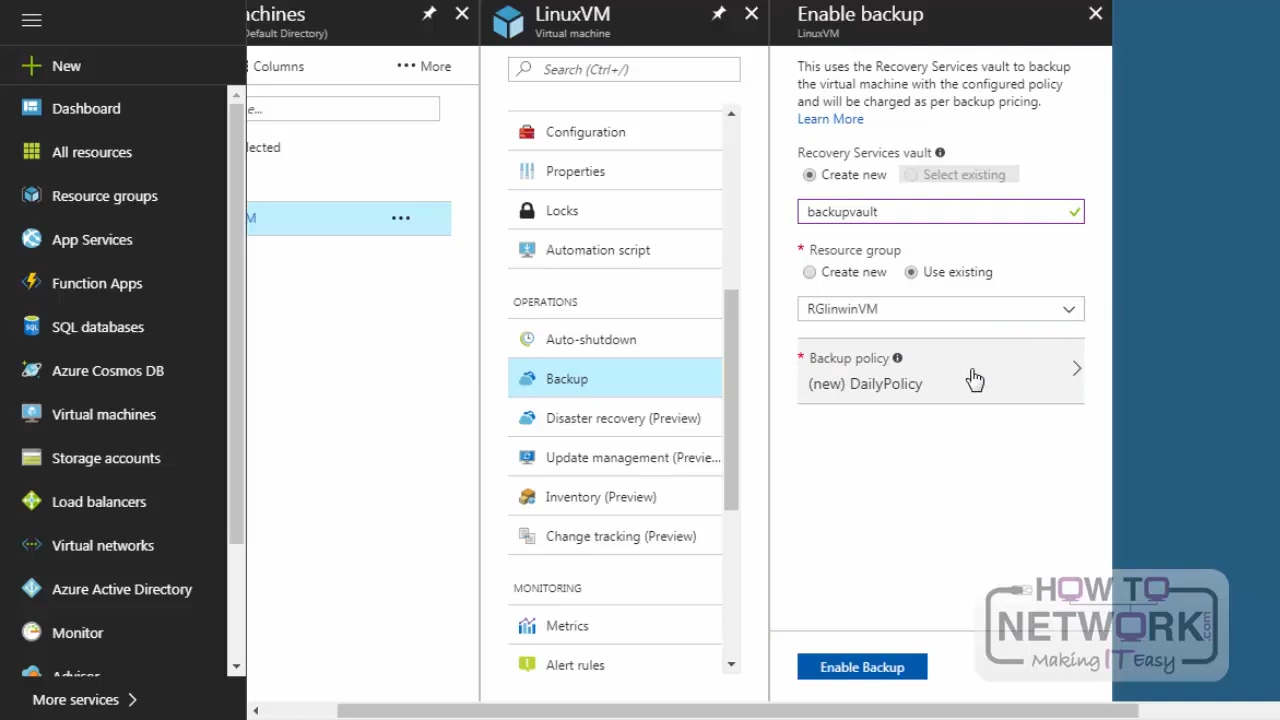 New
Dashboard
All resources
Resource groups
App Services
Function Apps
SQL databases
Azure Cosmos DB
Virtual machines
Storage accounts
Load balancers
Virtual networks
Azure Active Directory
Monitor
Advisor
More services
achines
Default Directory)
Columns
More
e...
lected
M
LinuxVM
Virtual machine
Search (Ctrl+/)
Configuration
Properties
Locks
Automation script
OPERATIONS
Auto-shutdown
Backup
Disaster recovery (Preview)
Update management (Previe...
Inventory (Preview)
Change tracking (Preview)
MONITORING
Metrics
Alert rules
Enable backup
LinuxVM
This uses the Recovery Services vault to backup
the virtual machine with the configured policy
and will be charged as per backup pricing.
Learn More
Recovery Services vault
Create new Select existing
backupvault
* Resource group
Create new Use existing
RGlinwinVM
* Backup policy
(new) DailyPolicy
Enable Backup
HOW TO
NETWORK.com
Making IT Easy